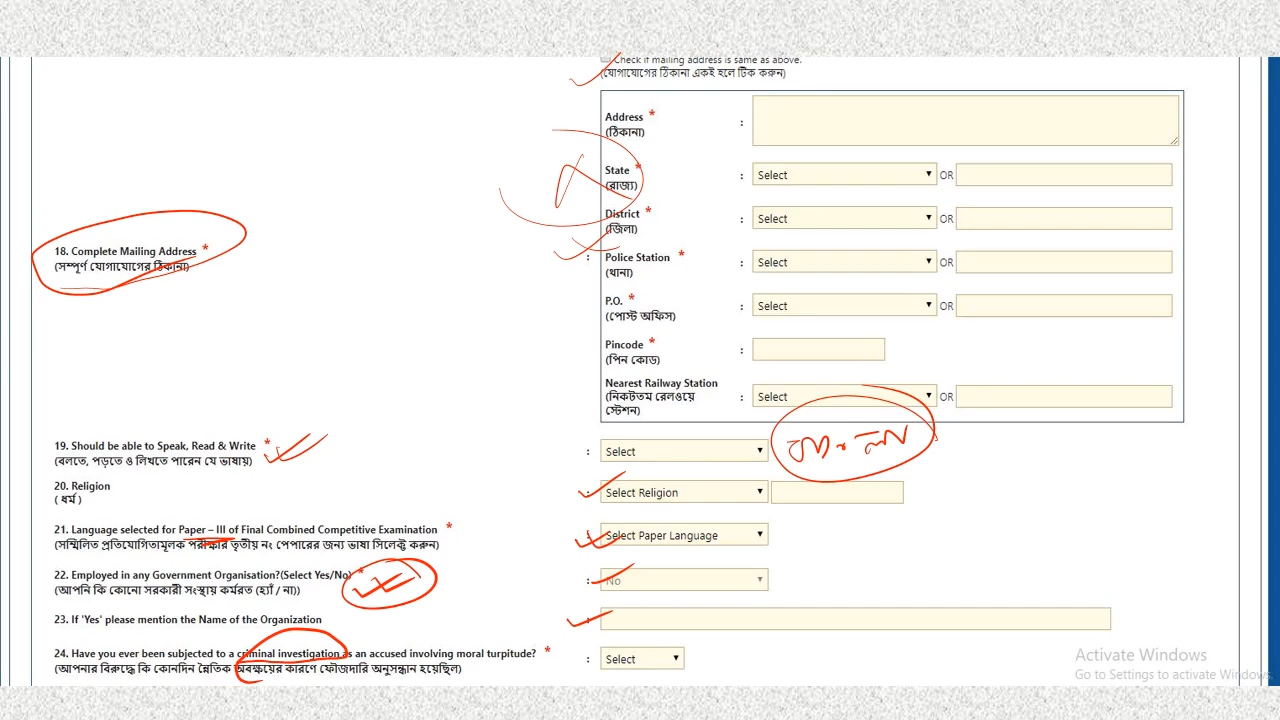 Check if mailing address is same as above.
(যোগাযোগের ঠিকানা একই হলে টিক করুন)
Address *
(ঠিকানা)
:
State *
(রাজ্য)
: Select OR
District *
(জিলা)
: Select OR
18. Complete Mailing Address *
(সম্পূর্ণ যোগাযোগের ঠিকানা)
:
Police Station *
(থানা)
: Select OR
P.O. *
(পোস্ট অফিস)
: Select OR
Pincode *
(পিন কোড)
:
Nearest Railway Station
(নিকটতম রেলওয়ে
স্টেশন)
: Select OR
19. Should be able to Speak, Read & Write *
(বলতে, পড়তে ও লিখতে পারেন যে ভাষায়)
: Select
20. Religion
( ধর্ম )
: Select Religion
21. Language selected for Paper – III of Final Combined Competitive Examination *
(সম্মিলিত প্রতিযোগিতামূলক পরীক্ষার তৃতীয় নং পেপারের জন্য ভাষা সিলেক্ট করুন)
: Select Paper Language
22. Employed in any Government Organisation?(Select Yes/No) *
(আপনি কি কোনো সরকারী সংস্থায় কর্মরত (হ্যাঁ / না))
: No
23. If 'Yes' please mention the Name of the Organization
:
24. Have you ever been subjected to a criminal investigation as an accused involving moral turpitude? *
(আপনার বিরুদ্ধে কি কোনদিন নৈতিক অবক্ষয়ের কারণে ফৌজদারি অনুসন্ধান হয়েছিল)
: Select
Activate Windows
Go to Settings to activate Windows.